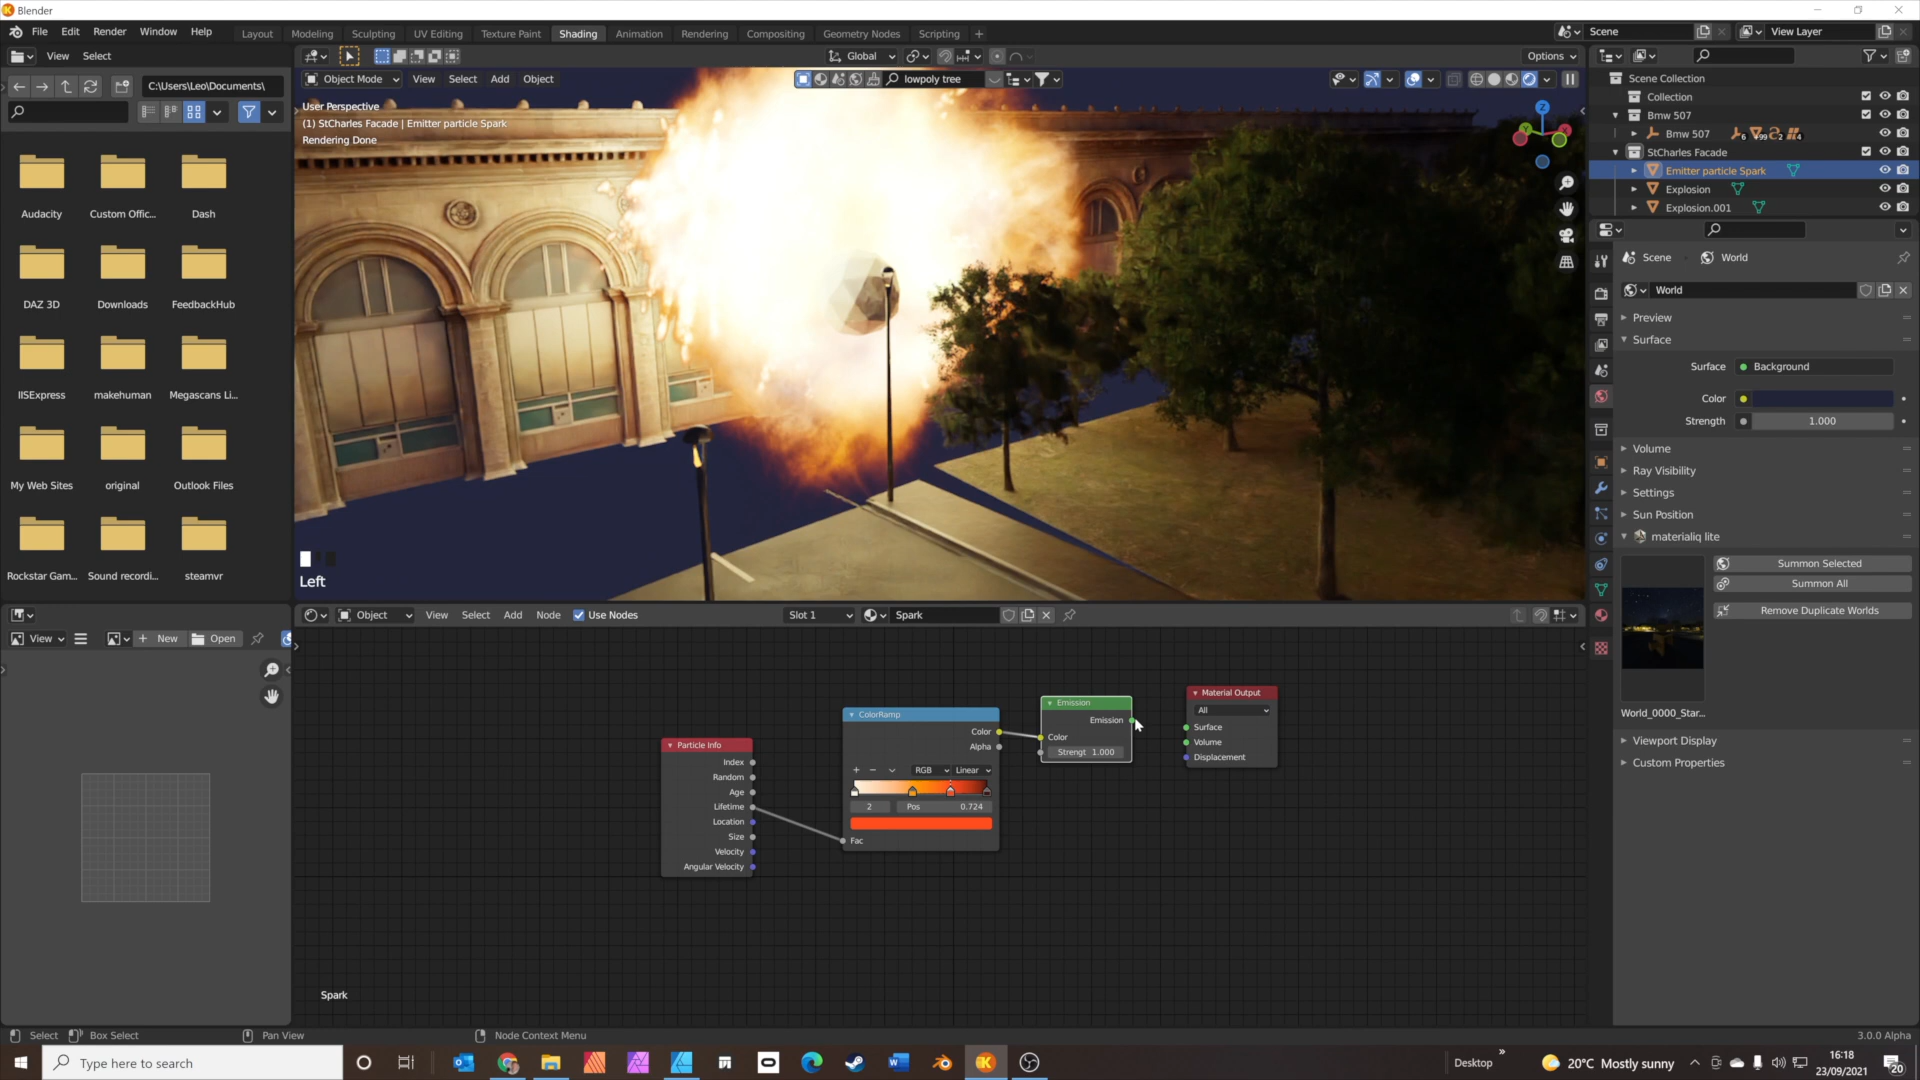 Blender
File Edit Render Window Help
Layout Modeling Sculpting UV Editing Texture Paint Shading Animation Rendering Compositing Geometry Nodes Scripting +
Scene
View Layer
View Select
Global
Options
C:\Users\Leo\Documents\
Object Mode View Select Add Object
lowpoly tree
User Perspective
(1) StCharles Facade | Emitter particle Spark
Rendering Done
Z
Audacity Custom Offic... Dash
DAZ 3D Downloads FeedbackHub
IISExpress makehuman Megascans Li...
My Web Sites original Outlook Files
Rockstar Gam... Sound recordi... steamvr
Left
Scene Collection
Collection
Bmw 507
Bmw 507
StCharles Facade
Emitter particle Spark
Explosion
Explosion.001
Scene World
World
Preview
Surface
Surface Background
Color
Strength 1.000
Volume
Ray Visibility
Settings
Sun Position
materialiq lite
Summon Selected
Summon All
Remove Duplicate Worlds
World_0000_Star...
Viewport Display
Custom Properties
Object View Select Add Node Use Nodes Slot 1 Spark
View + New Open
Particle Info
Index
Random
Age
Lifetime
Location
Size
Velocity
Angular Velocity
ColorRamp
Color
Alpha
+ − RGB Linear
2 Pos 0.724
Fac
Emission
Emission
Color
Strengt 1.000
Material Output
All
Surface
Volume
Displacement
Spark
Select Box Select Pan View Node Context Menu 3.0.0 Alpha
Type here to search
Desktop
20°C Mostly sunny
16:18
23/09/2021
20